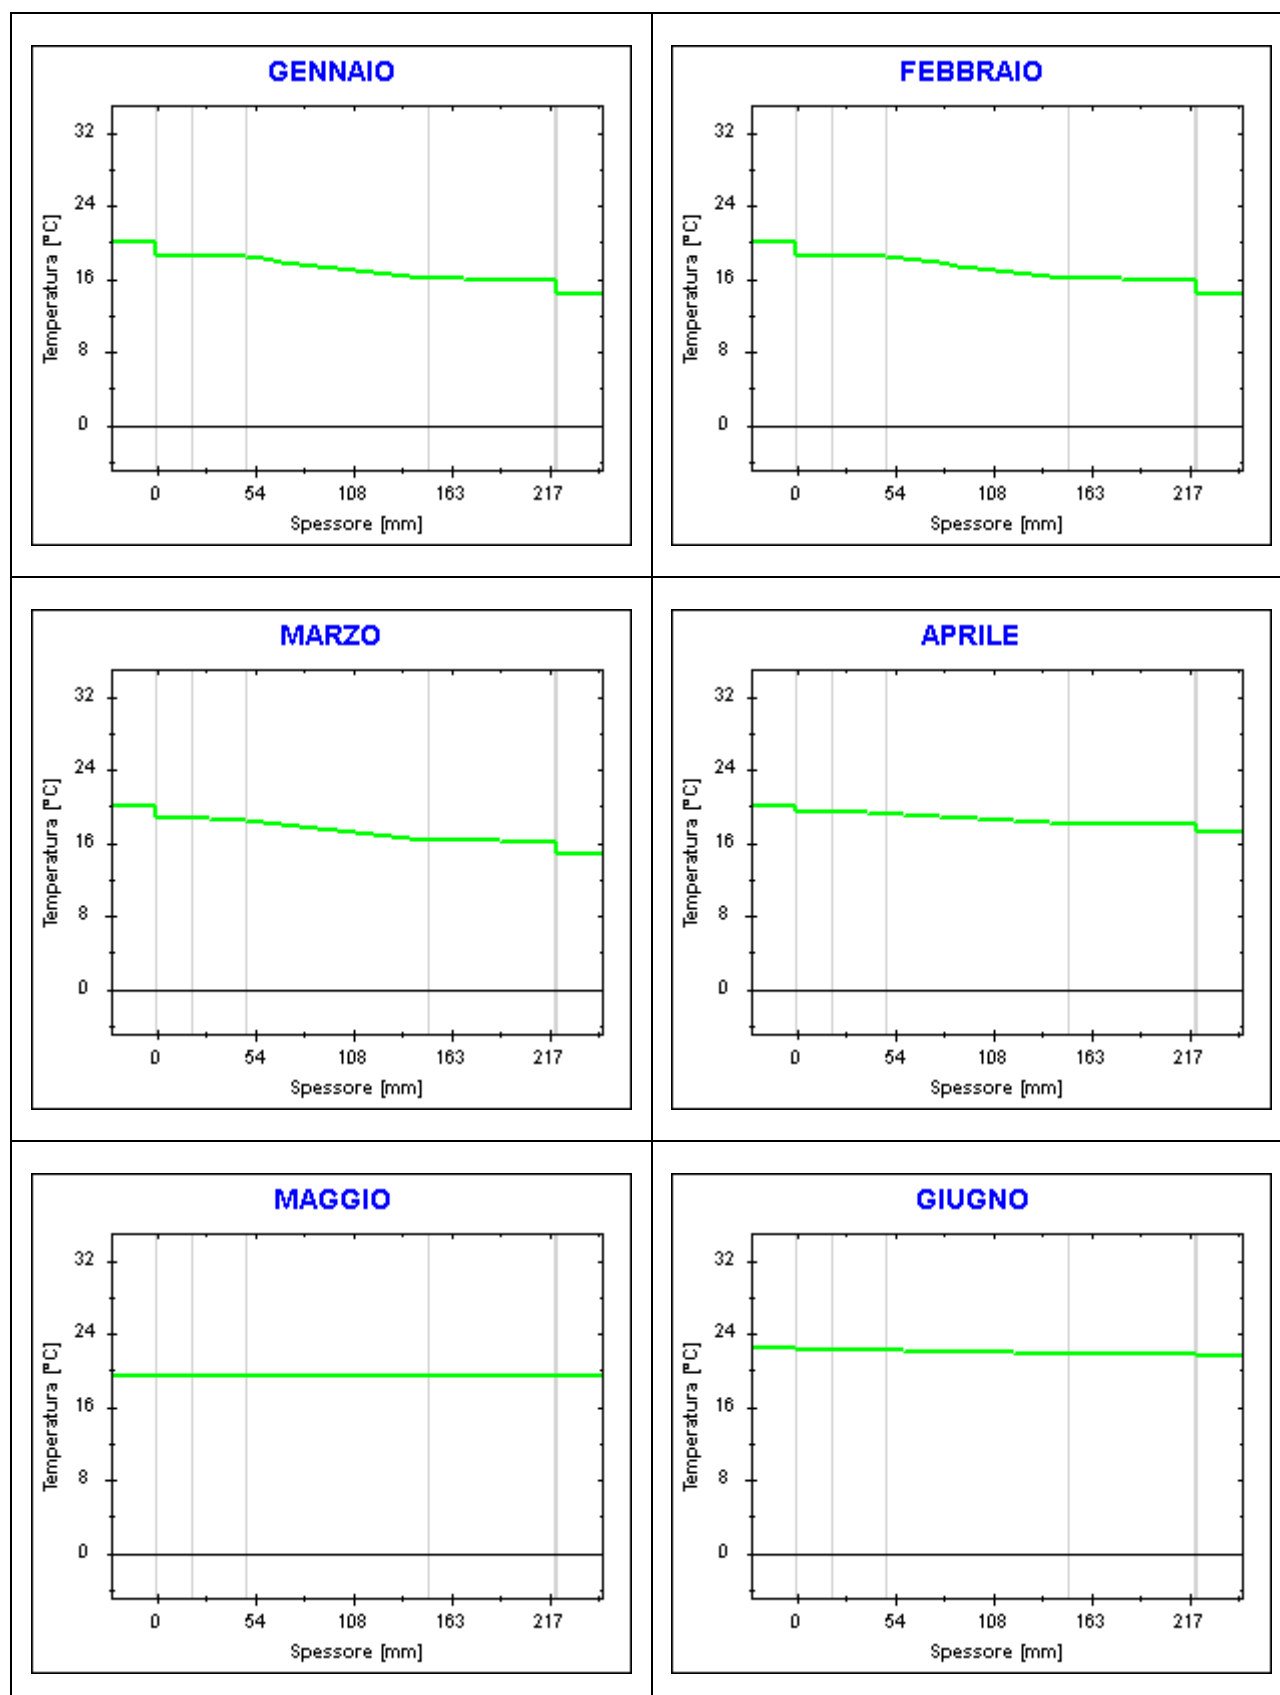 GENNAIO
32
24
16
8
0
Temperatura [°C]
0 54 108 163 217
Spessore [mm]
FEBBRAIO
32
24
16
8
0
Temperatura [°C]
0 54 108 163 217
Spessore [mm]
MARZO
32
24
16
8
0
Temperatura [°C]
0 54 108 163 217
Spessore [mm]
APRILE
32
24
16
8
0
Temperatura [°C]
0 54 108 163 217
Spessore [mm]
MAGGIO
32
24
16
8
0
Temperatura [°C]
0 54 108 163 217
Spessore [mm]
GIUGNO
32
24
16
8
0
Temperatura [°C]
0 54 108 163 217
Spessore [mm]